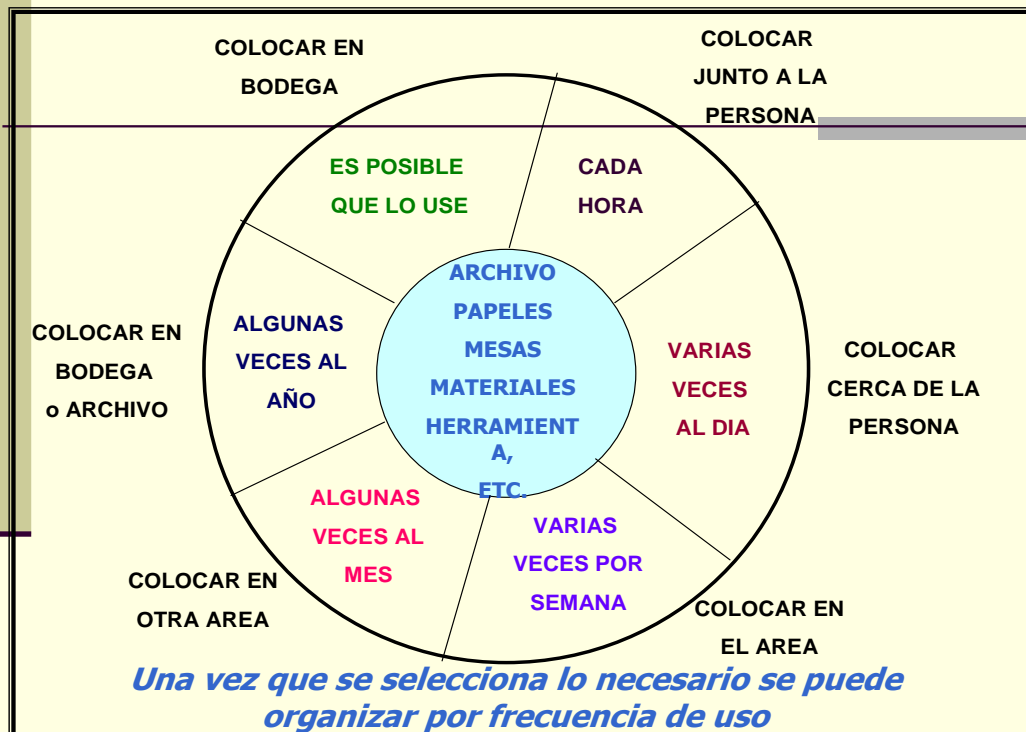 COLOCAR EN
BODEGA
COLOCAR
JUNTO A LA
PERSONA
ES POSIBLE
QUE LO USE
CADA
HORA
ARCHIVO
PAPELES
MESAS
MATERIALES
HERRAMIENT
A,
ETC.
COLOCAR EN
BODEGA
o ARCHIVO
ALGUNAS
VECES AL
AÑO
VARIAS
VECES
AL DIA
COLOCAR
CERCA DE LA
PERSONA
ALGUNAS
VECES AL
MES
VARIAS
VECES POR
SEMANA
COLOCAR EN
OTRA AREA
COLOCAR EN
EL AREA
Una vez que se selecciona lo necesario se puede
organizar por frecuencia de uso